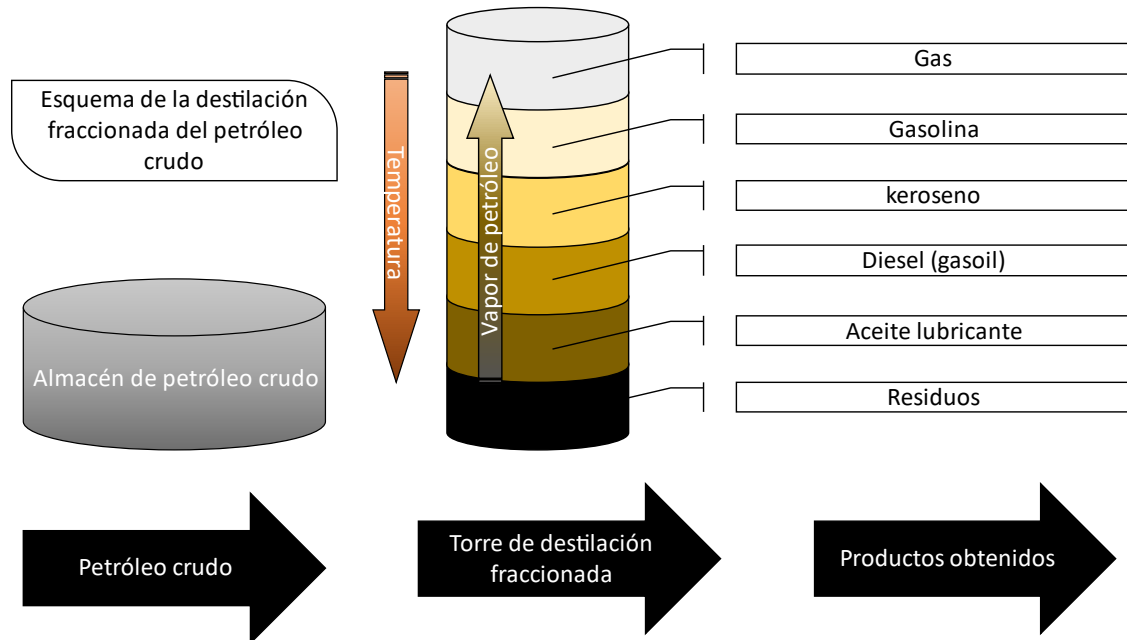 Esquema de la destilación
fraccionada del petróleo
crudo
Almacén de petróleo crudo
Temperatura
Vapor de petróleo
Gas
Gasolina
keroseno
Diesel (gasoil)
Aceite lubricante
Residuos
Petróleo crudo
Torre de destilación
fraccionada
Productos obtenidos